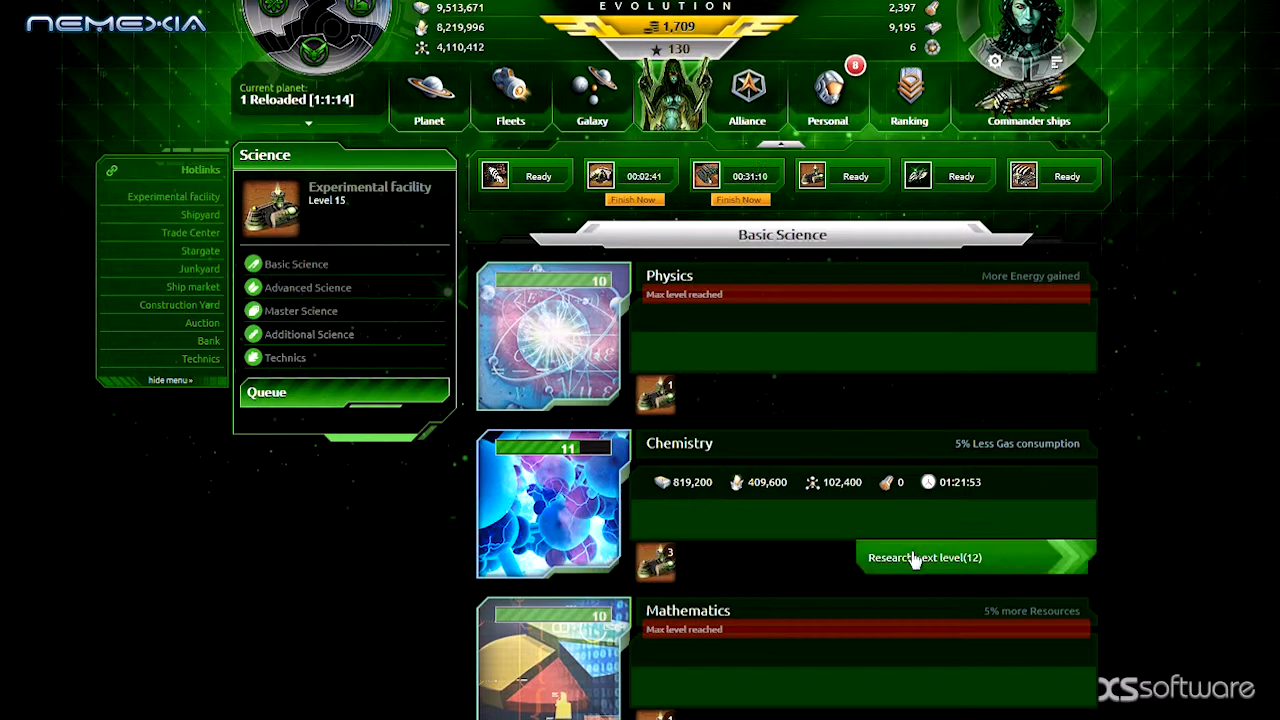 NEMEXIA
EVOLUTION
9,513,671
8,219,996
4,110,412
1,709
130
2,397
9,195
6
Current planet:
1 Reloaded [1:1:14]
Planet
Fleets
Galaxy
Alliance
8
Personal
Ranking
Commander ships
Hotlinks
Experimental facility
Shipyard
Trade Center
Stargate
Junkyard
Ship market
Construction Yard
Auction
Bank
Technics
hide menu »
Science
Experimental facility
Level 15
Basic Science
Advanced Science
Master Science
Additional Science
Technics
Queue
Ready
00:02:41
Finish Now
00:31:10
Finish Now
Ready
Ready
Ready
Basic Science
10
Physics
More Energy gained
Max level reached
1
11
Chemistry
5% Less Gas consumption
819,200 409,600 102,400 0 01:21:53
3
Research next level(12)
10
Mathematics
5% more Resources
Max level reached
1
XSsoftware